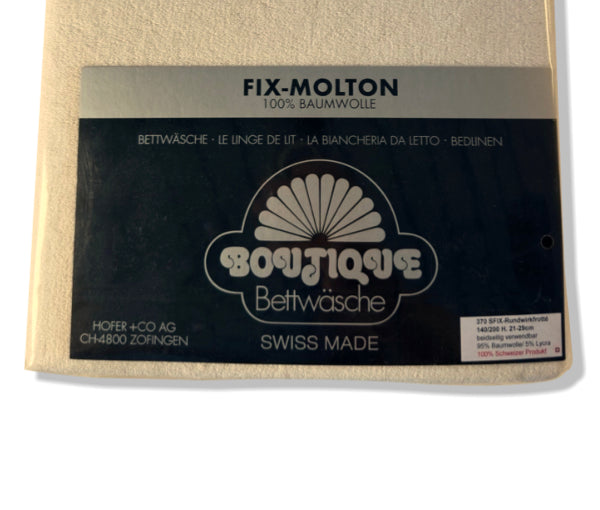 FIX-MOLTON
100% BAUMWOLLE
BETTWÄSCHE · LE LINGE DE LIT · LA BIANCHERIA DA LETTO · BEDLINEN
BOUTIQUE
Bettwäsche
HOFER + CO AG
CH-4800 ZOFINGEN
SWISS MADE
370 SFIX-Rundwirkfrotté
140/200 H. 21-25cm
beidseitig verwendbar
95% Baumwolle/ 5% Lycra
100% Schweizer Produkt